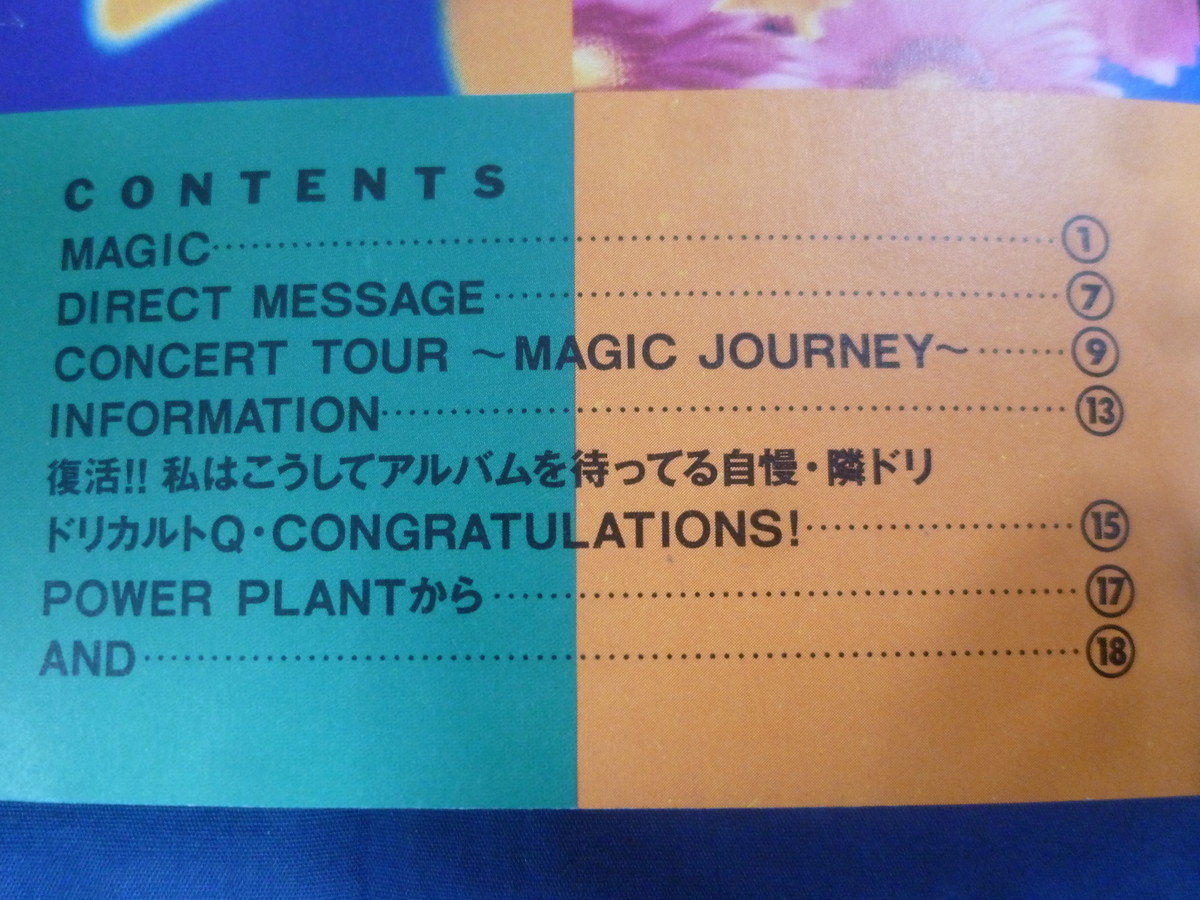 CONTENTS
MAGIC……………………………①
DIRECT MESSAGE……………………⑦
CONCERT TOUR ～MAGIC JOURNEY～……⑨
INFORMATION……………………⑬
復活!! 私はこうしてアルバムを待ってる自慢・隣ドリ
ドリカルトQ・CONGRATULATIONS!…………⑮
POWER PLANTから……………………⑰
AND……………………………⑱